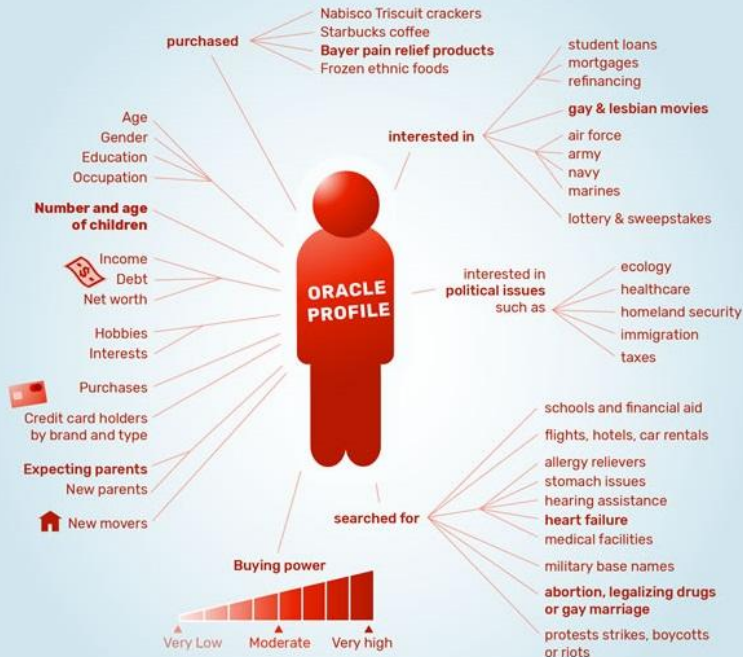 purchased
Nabisco Triscuit crackers
Starbucks coffee
Bayer pain relief products
Frozen ethnic foods
interested in
student loans
mortgages
refinancing
gay & lesbian movies
air force
army
navy
marines
lottery & sweepstakes
Age
Gender
Education
Occupation
Number and age
of children
Income
Debt
Net worth
Hobbies
Interests
Purchases
Credit card holders
by brand and type
Expecting parents
New parents
New movers
$
ORACLE
PROFILE
interested in
political issues
such as
ecology
healthcare
homeland security
immigration
taxes
searched for
schools and financial aid
flights, hotels, car rentals
allergy relievers
stomach issues
hearing assistance
heart failure
medical facilities
military base names
abortion, legalizing drugs
or gay marriage
protests strikes, boycotts
or riots
Buying power
Very Low
Moderate
Very high